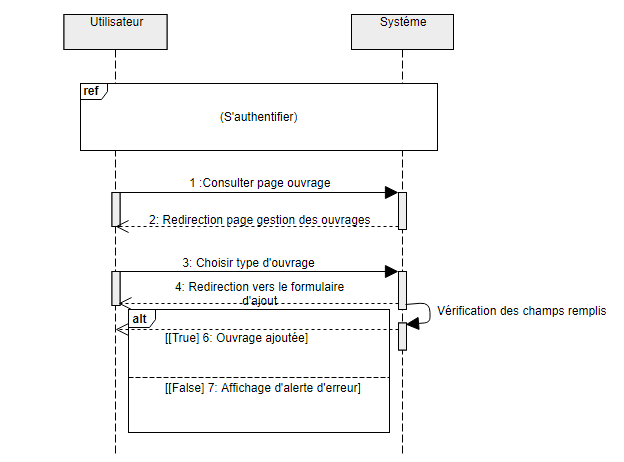 Utilisateur
Systéme
ref
(S'authentifier)
1 :Consulter page ouvrage
2: Redirection page gestion des ouvrages
3: Choisir type d'ouvrage
4: Redirection vers le formulaire
d'ajout
Vérification des champs remplis
alt
[[True] 6: Ouvrage ajoutée]
[[False] 7: Affichage d'alerte d'erreur]